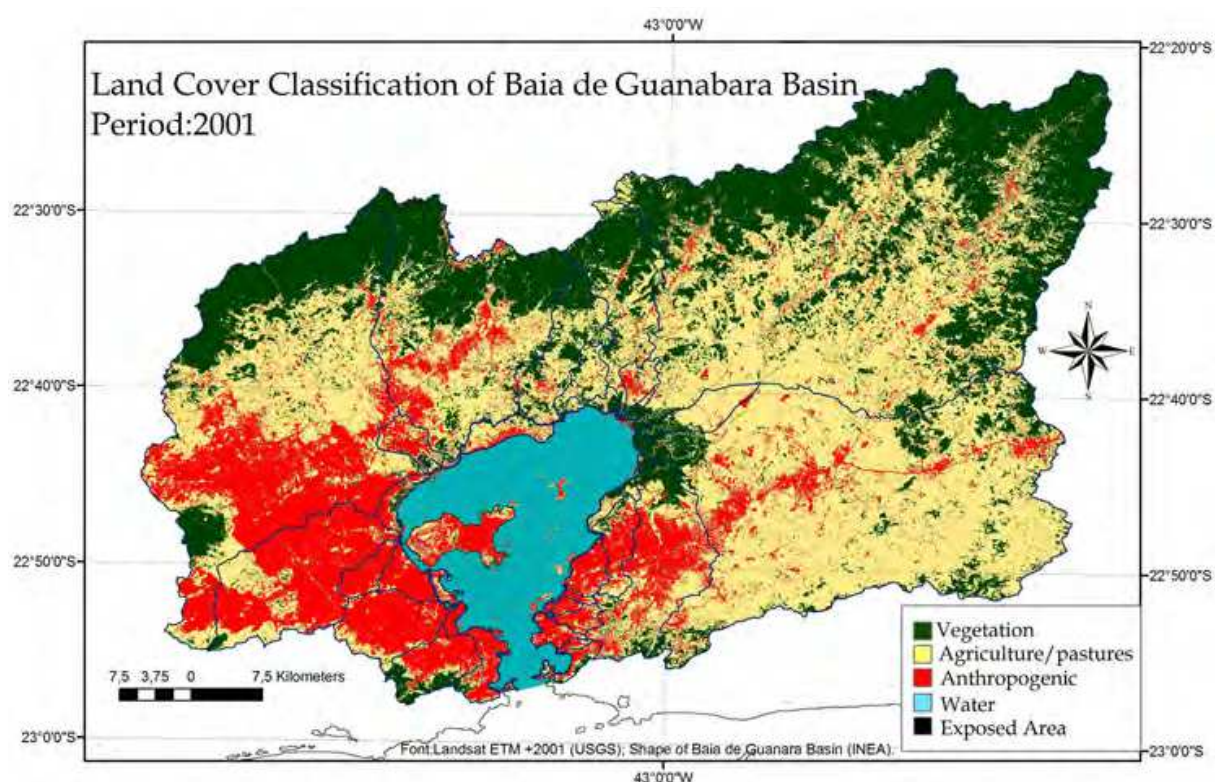 43°0'0"W
22°20'0"S
Land Cover Classification of Baia de Guanabara Basin
Period:2001
22°30'0"S
22°30'0"S
N
W
E
S
22°40'0"S
22°40'0"S
22°50'0"S
22°50'0"S
Vegetation
Agriculture/pastures
Anthropogenic
Water
Exposed Area
7,5 3,75 0 7,5 Kilometers
23°0'0"S
23°0'0"S
Font:Landsat ETM +2001 (USGS); Shape of Baia de Guanara Basin (INEA).
43°0'0"W